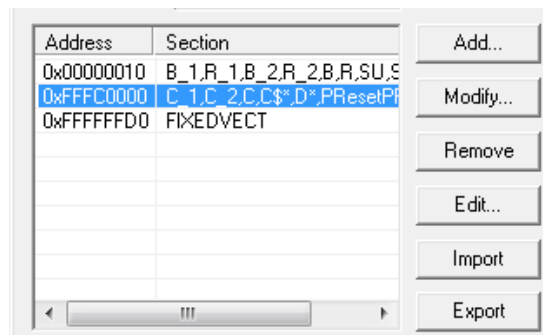 Address Section
0x00000010 B_1,R_1,B_2,R_2,B,R,SU,S
0xFFFC0000 C_1,C_2,C,C$*,D*,PResetPR
0xFFFFFFD0 FIXEDVECT
Add...
Modify...
Remove
Edit...
Import
Export